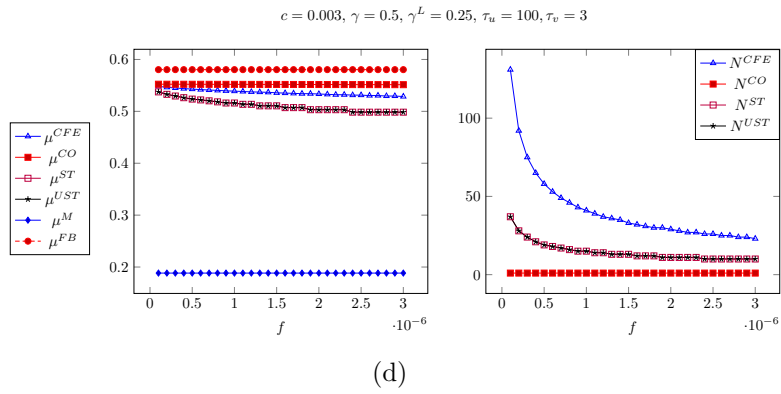 c = 0.003, γ = 0.5, γ^L = 0.25, τ_u = 100, τ_v = 3
μ^CFE
μ^CO
μ^ST
μ^UST
μ^M
μ^FB
0.6
0.5
0.4
0.3
0.2
0 0.5 1 1.5 2 2.5 3
·10^−6
f
N^CFE
N^CO
N^ST
N^UST
100
50
0
0 0.5 1 1.5 2 2.5 3
·10^−6
f
(d)